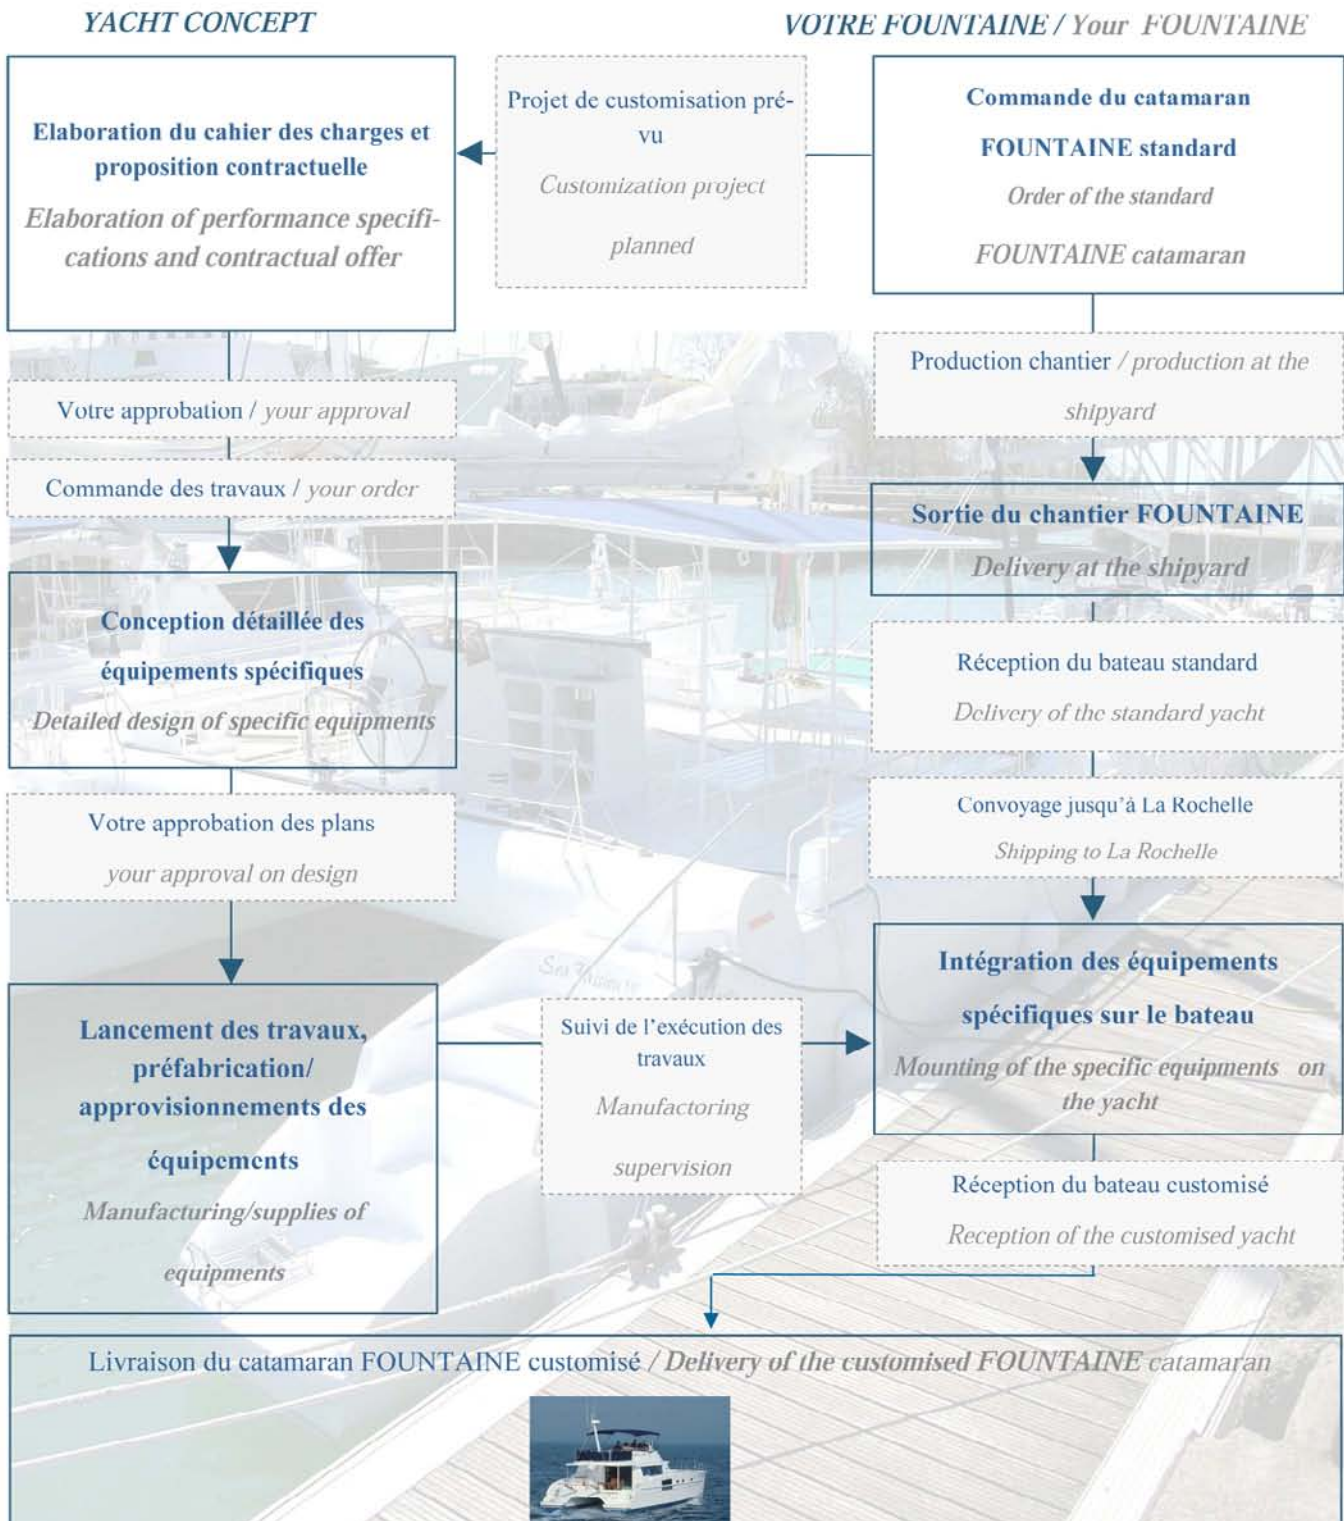 YACHT CONCEPT
VOTRE FOUNTAINE / Your FOUNTAINE
Elaboration du cahier des charges et
proposition contractuelle
Elaboration of performance specifi-
cations and contractual offer
Projet de customisation pré-
vu
Customization project
planned
Commande du catamaran
FOUNTAINE standard
Order of the standard
FOUNTAINE catamaran
Votre approbation / your approval
Commande des travaux / your order
Production chantier / production at the
shipyard
Sortie du chantier FOUNTAINE
Delivery at the shipyard
Conception détaillée des
équipements spécifiques
Detailed design of specific equipments
Réception du bateau standard
Delivery of the standard yacht
Votre approbation des plans
your approval on design
Convoyage jusqu'à La Rochelle
Shipping to La Rochelle
Lancement des travaux,
préfabrication/
approvisionnements des
équipements
Manufacturing/supplies of
equipments
Sea
Suivi de l'exécution des
travaux
Manufactoring
supervision
Intégration des équipements
spécifiques sur le bateau
Mounting of the specific equipments on
the yacht
Réception du bateau customisé
Reception of the customised yacht
Livraison du catamaran FOUNTAINE customisé / Delivery of the customised FOUNTAINE catamaran